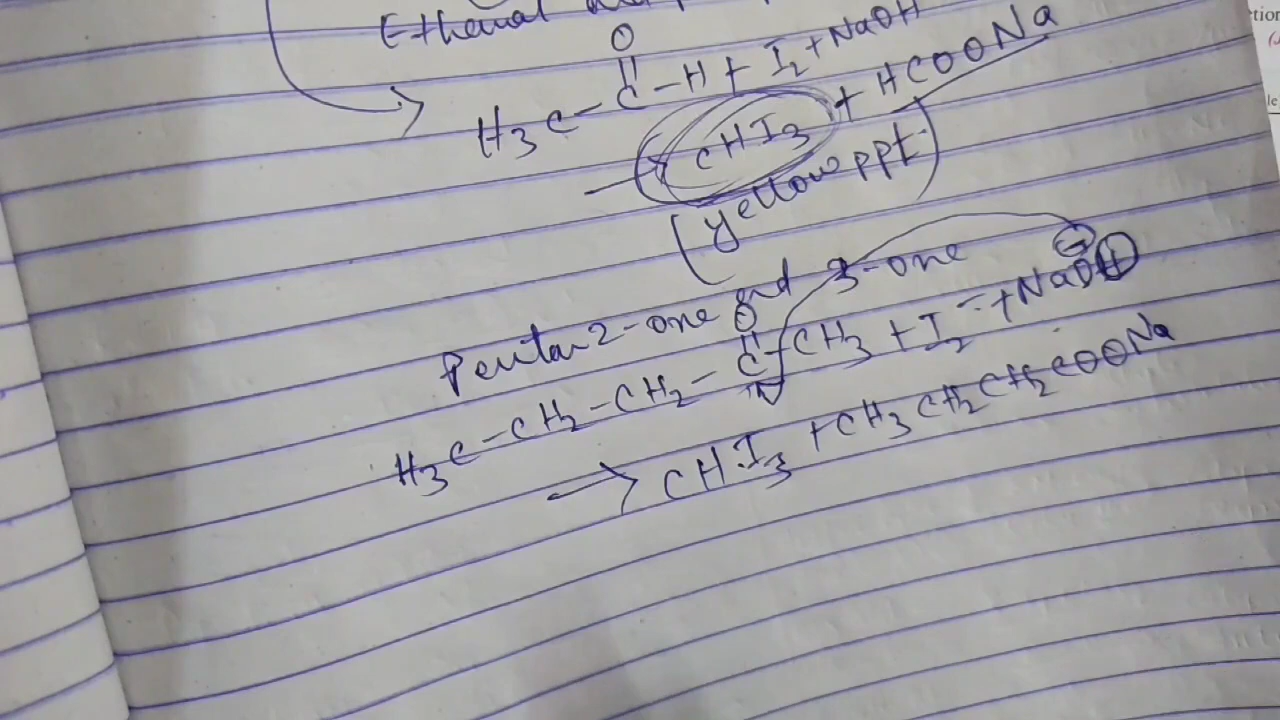 Ethanal
O
||
H3C-C-H + I2 + NaOH
→ CHI3 + HCOONa
(yellow ppt)
Pentan 2-one and 3-one
O
||
H3C-CH2-CH2-C-CH3 + I2 + NaOH
→ CHI3 + CH3CH2CH2COONa